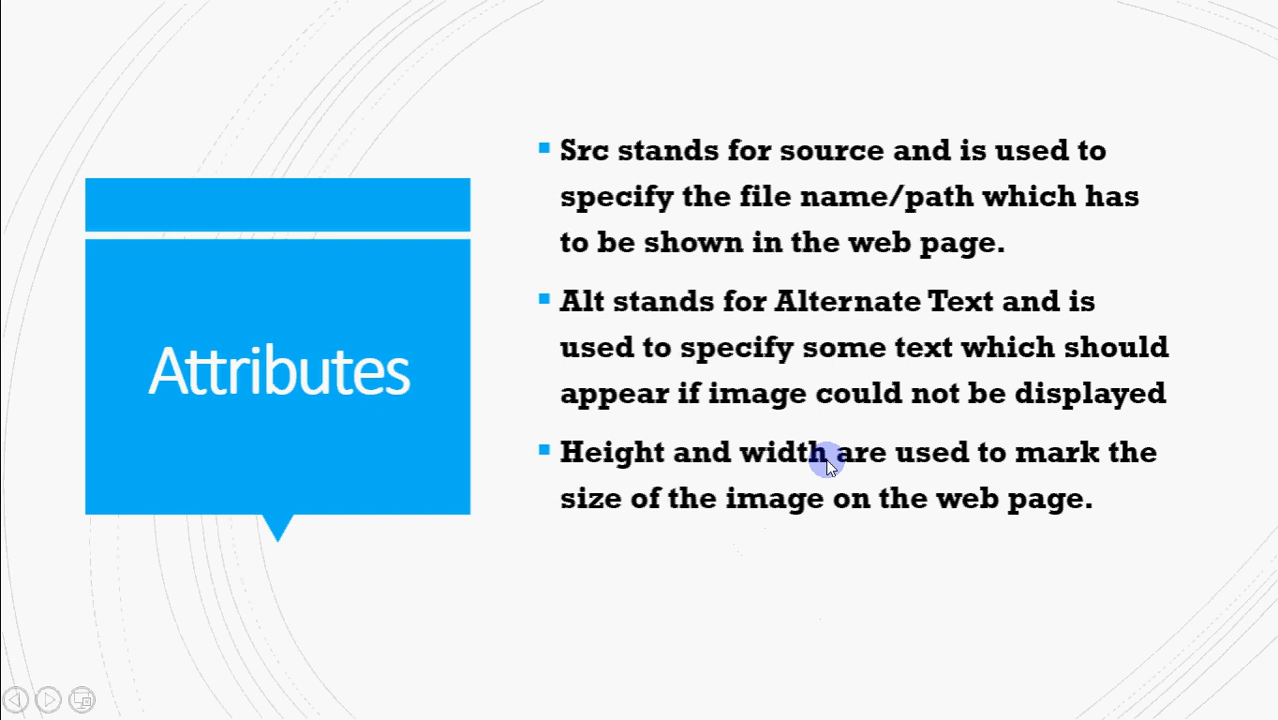 Attributes
Src stands for source and is used to
specify the file name/path which has
to be shown in the web page.
Alt stands for Alternate Text and is
used to specify some text which should
appear if image could not be displayed
Height and width are used to mark the
size of the image on the web page.